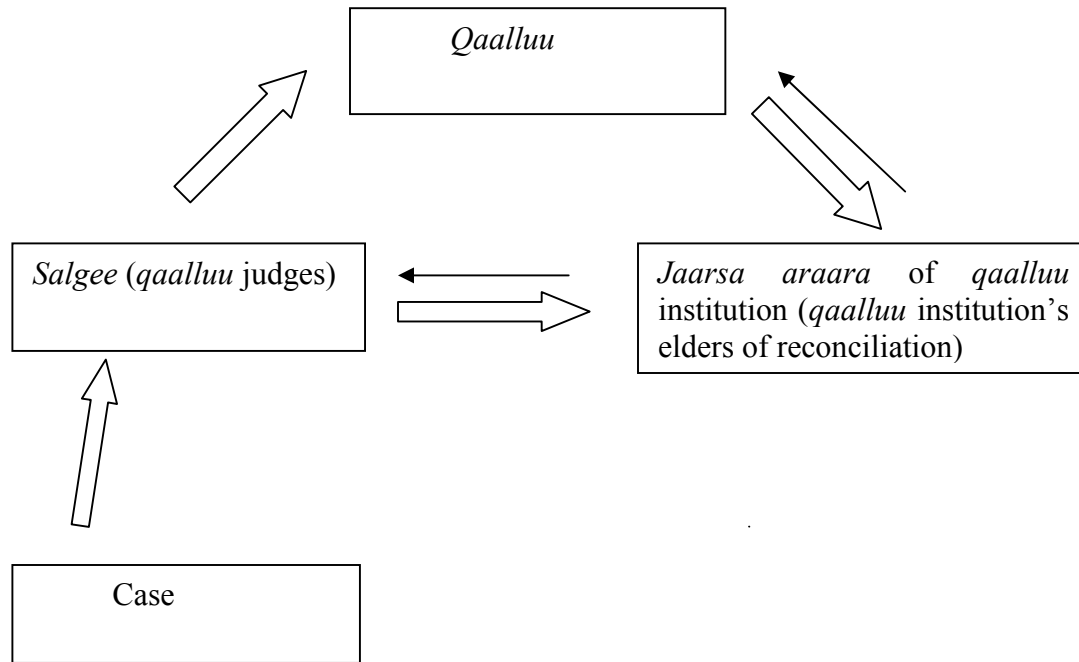 Qaalluu
Salgee (qaalluu judges)
Jaarsa araara of qaalluu
institution (qaalluu institution’s
elders of reconciliation)
Case